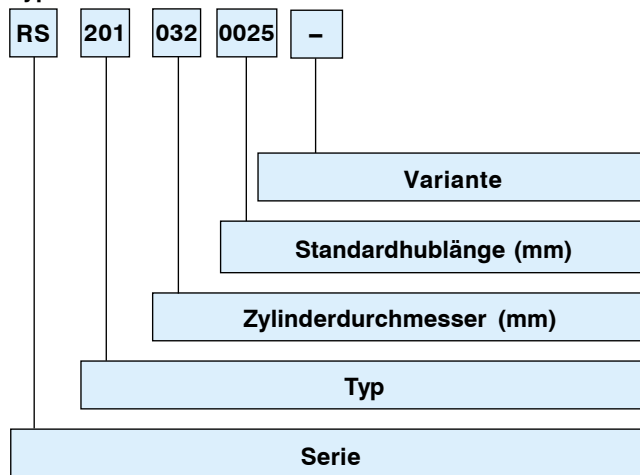 RS 201 032 0025 –
Variante
Standardhublänge (mm)
Zylinderdurchmesser (mm)
Typ
Serie